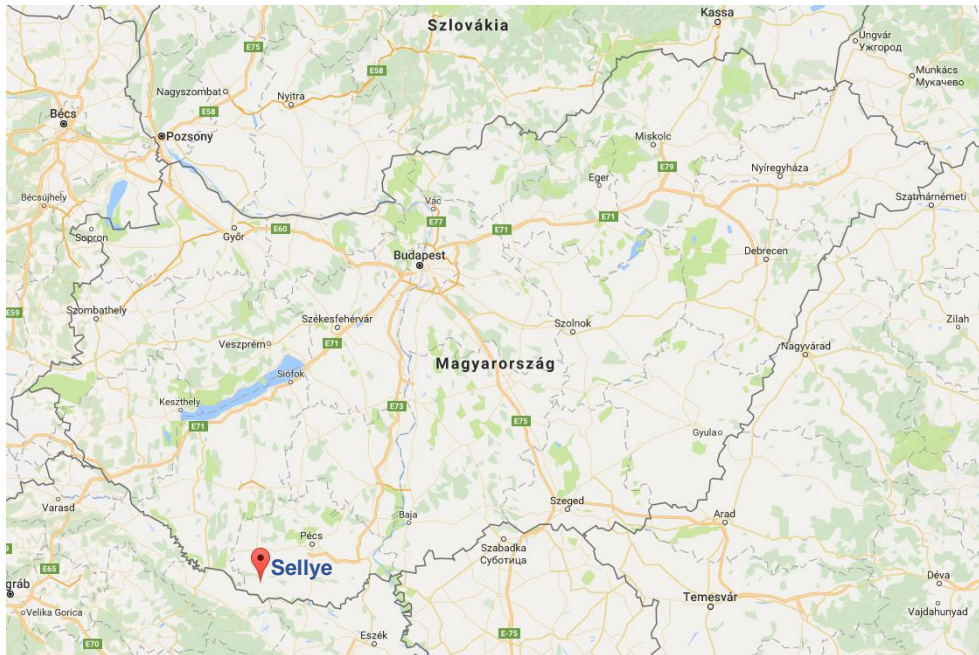 Szlovákia
Kassa
Ungvár
Ужгород
E75
E50
E58
Munkács
Мукачево
Nagyszombat
Nyitra
E58
Bécs
Pozsony
Miskolc
E79
Nyíregyháza
Eger
Bécsújhely
Vác
Szatmárnémeti
E77
E71
E71
Sopron
Győr
E60
Debrecen
Budapest
E59
Szombathely
Székesfehérvár
Szolnok
Zilah
Veszprém
E71
Nagyvárad
Siófok
Magyarország
Keszthely
E73
E71
E75
Gyula
Varasd
Szeged
Baja
Arad
Pécs
Szabadka
Суботица
E65
Sellye
gráb
Déva
Temesvár
Velika Gorica
Vajdahunyad
E-75
Eszék
E70